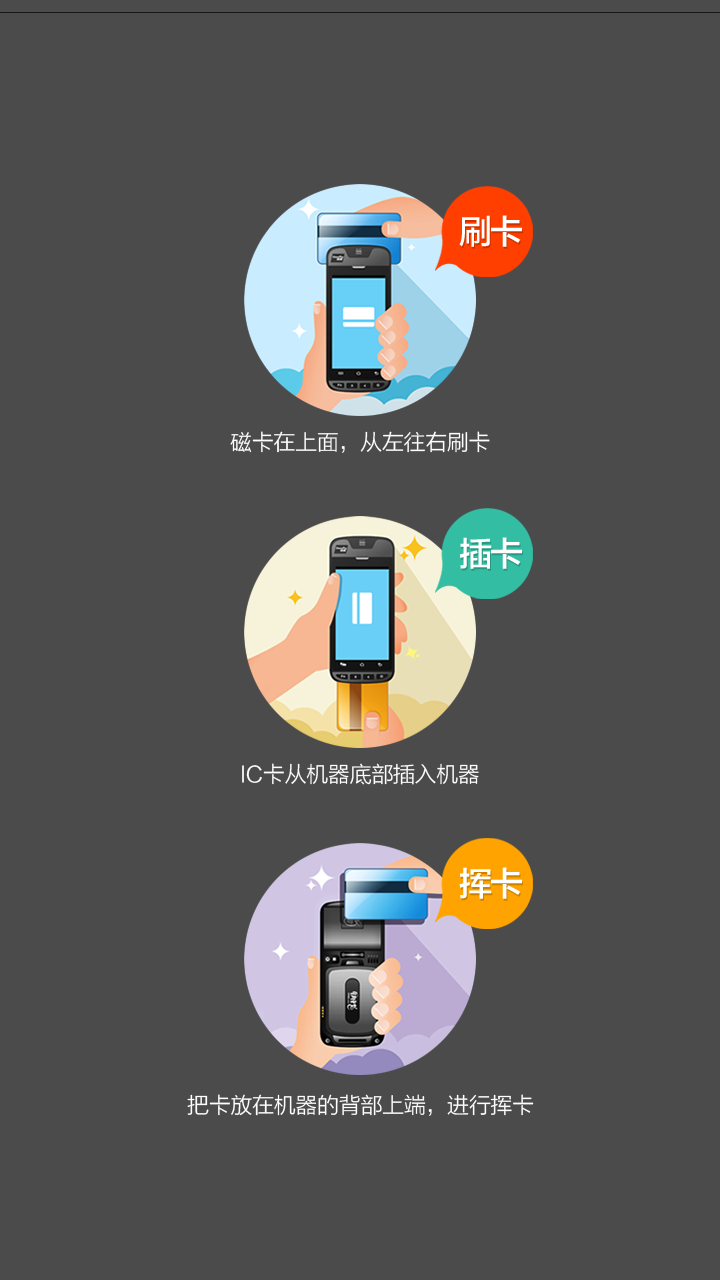 刷卡
磁卡在上面，从左往右刷卡
插卡
IC卡从机器底部插入机器
挥卡
把卡放在机器的背部上端，进行挥卡